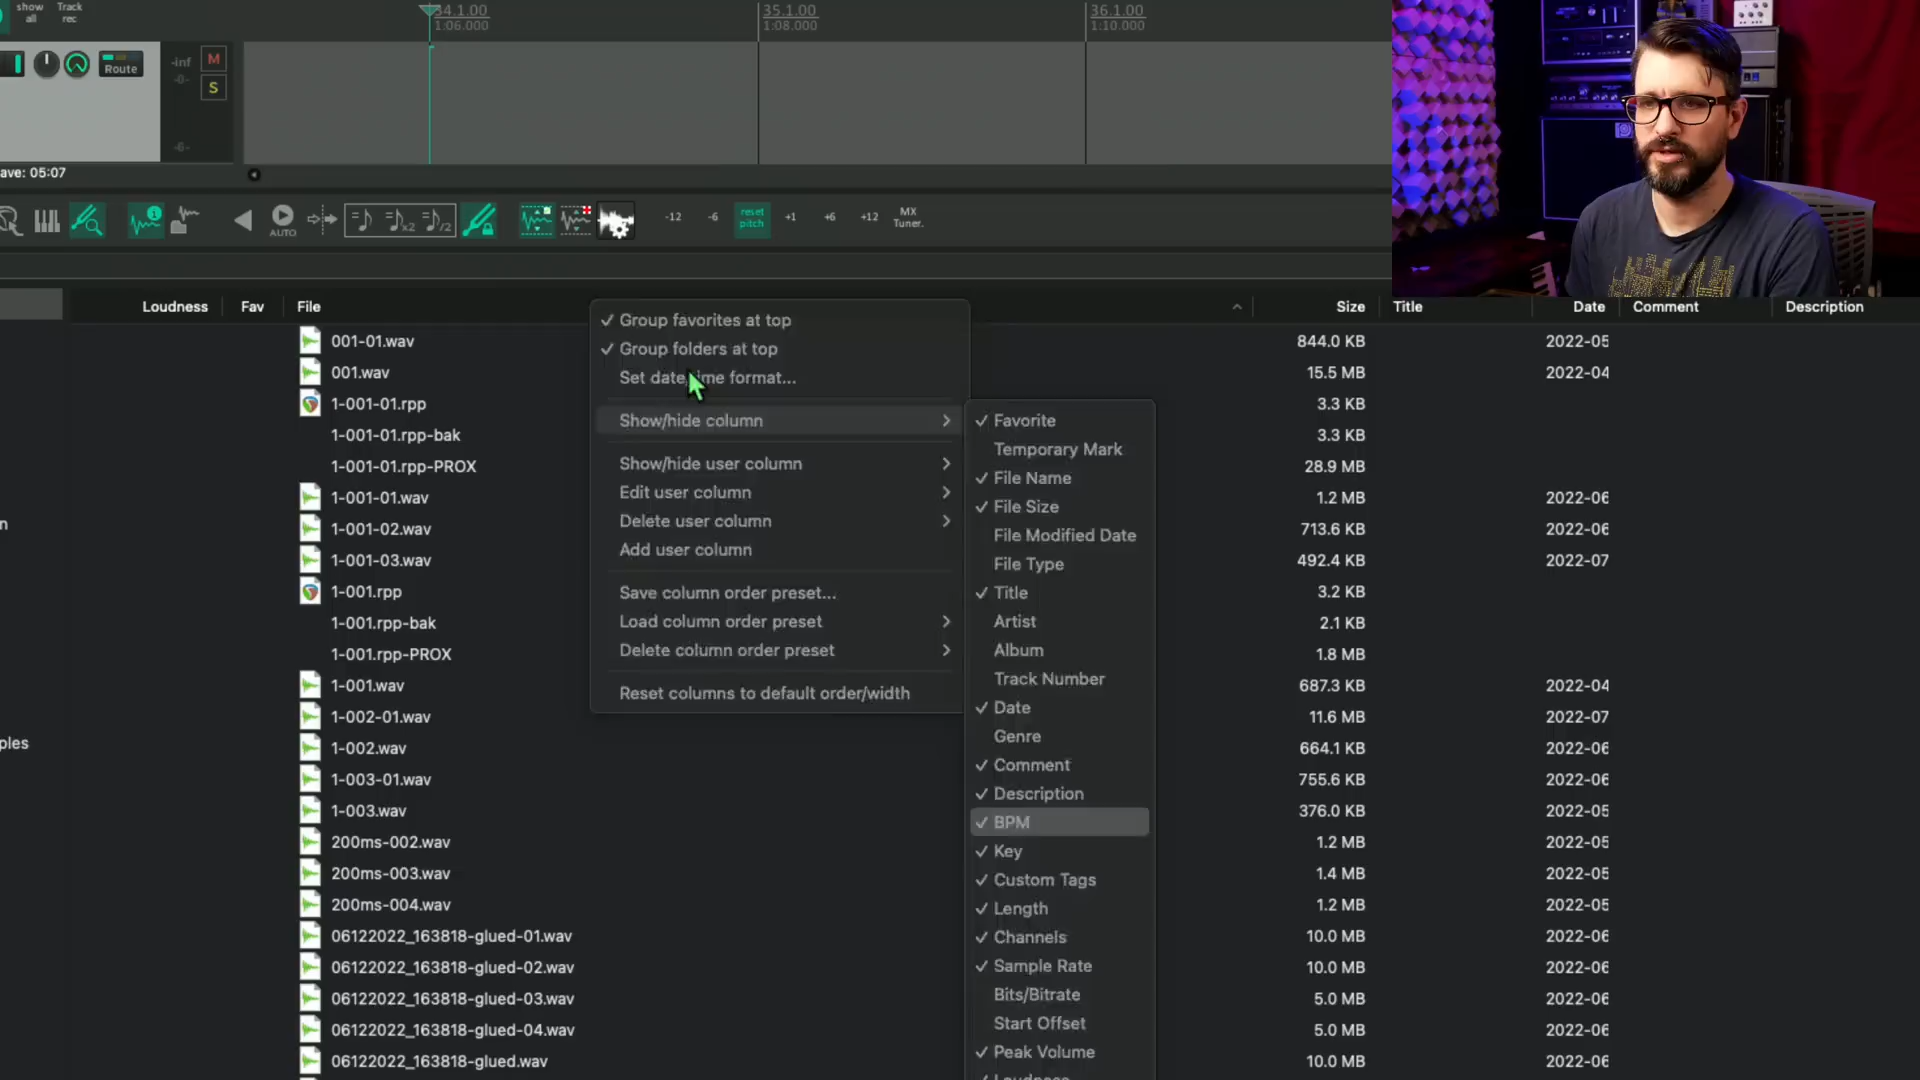 show
all
Track
rec
34.1.00
1:06.000
35.1.00
1:08.000
36.1.00
1:10.000
Route
-inf
-0-
-6-
M
S
ave: 05:07
AUTO
x2
/2
-12
-6
reset
pitch
+1
+6
+12
MX
Tuner.
Loudness
Fav
File
Size
Title
Date
Comment
Description
001-01.wav 844.0 KB 2022-05
001.wav 15.5 MB 2022-04
1-001-01.rpp 3.3 KB
1-001-01.rpp-bak 3.3 KB
1-001-01.rpp-PROX 28.9 MB
1-001-01.wav 1.2 MB 2022-06
1-001-02.wav 713.6 KB 2022-06
1-001-03.wav 492.4 KB 2022-07
1-001.rpp 3.2 KB
1-001.rpp-bak 2.1 KB
1-001.rpp-PROX 1.8 MB
1-001.wav 687.3 KB 2022-04
1-002-01.wav 11.6 MB 2022-07
1-002.wav 664.1 KB 2022-06
1-003-01.wav 755.6 KB 2022-06
1-003.wav 376.0 KB 2022-05
200ms-002.wav 1.2 MB 2022-05
200ms-003.wav 1.4 MB 2022-05
200ms-004.wav 1.2 MB 2022-05
06122022_163818-glued-01.wav 10.0 MB 2022-06
06122022_163818-glued-02.wav 10.0 MB 2022-06
06122022_163818-glued-03.wav 5.0 MB 2022-06
06122022_163818-glued-04.wav 5.0 MB 2022-06
06122022_163818-glued.wav 10.0 MB 2022-06
n
ples
Group favorites at top
Group folders at top
Set date/time format...
Show/hide column
Show/hide user column
Edit user column
Delete user column
Add user column
Save column order preset...
Load column order preset
Delete column order preset
Reset columns to default order/width
Favorite
Temporary Mark
File Name
File Size
File Modified Date
File Type
Title
Artist
Album
Track Number
Date
Genre
Comment
Description
BPM
Key
Custom Tags
Length
Channels
Sample Rate
Bits/Bitrate
Start Offset
Peak Volume
Loudness